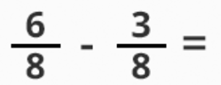 6/8 - 3/8 =